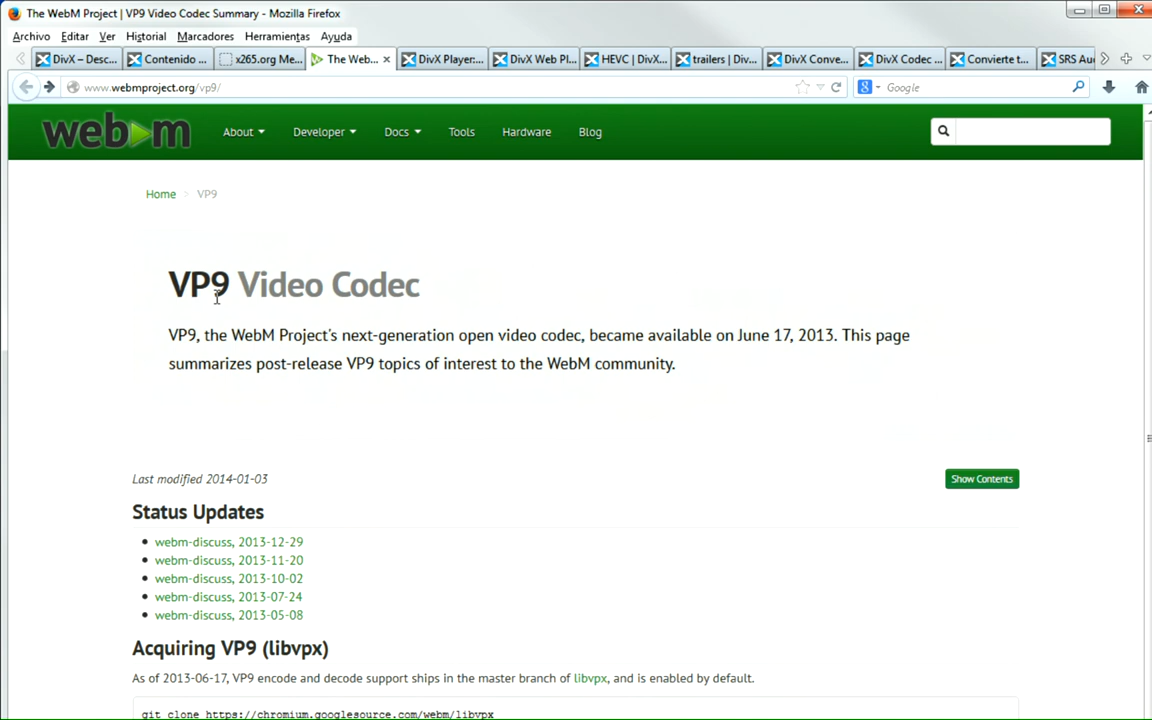 The WebM Project | VP9 Video Codec Summary - Mozilla Firefox
Archivo Editar Ver Historial Marcadores Herramientas Ayuda
DivX – Desc... Contenido ... x265.org Me... The Web... DivX Player:... DivX Web Pl... HEVC | DivX... trailers | Div... DivX Conve... DivX Codec ... Convierte t... SRS Au
www.webmproject.org/vp9/ Google
webm About Developer Docs Tools Hardware Blog
Home > VP9
VP9 Video Codec
VP9, the WebM Project's next-generation open video codec, became available on June 17, 2013. This page
summarizes post-release VP9 topics of interest to the WebM community.
Last modified 2014-01-03 Show Contents
Status Updates
webm-discuss, 2013-12-29
webm-discuss, 2013-11-20
webm-discuss, 2013-10-02
webm-discuss, 2013-07-24
webm-discuss, 2013-05-08
Acquiring VP9 (libvpx)
As of 2013-06-17, VP9 encode and decode support ships in the master branch of libvpx, and is enabled by default.
git clone https://chromium.googlesource.com/webm/libvpx